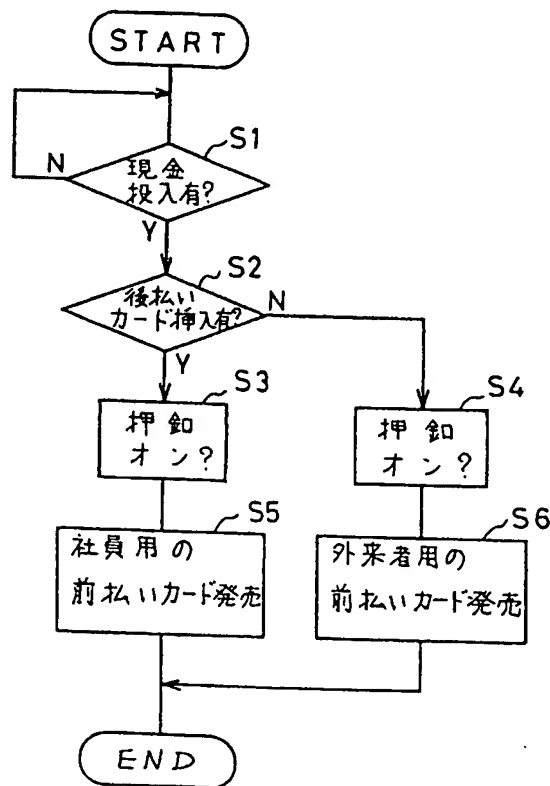 START
S1
N
現金
投入有?
Y
S2
後払い
カード挿入有?
N
Y
S3
押釦
オン?
S4
押釦
オン?
S5
社員用の
前払いカード発売
S6
外来者用の
前払いカード発売
END